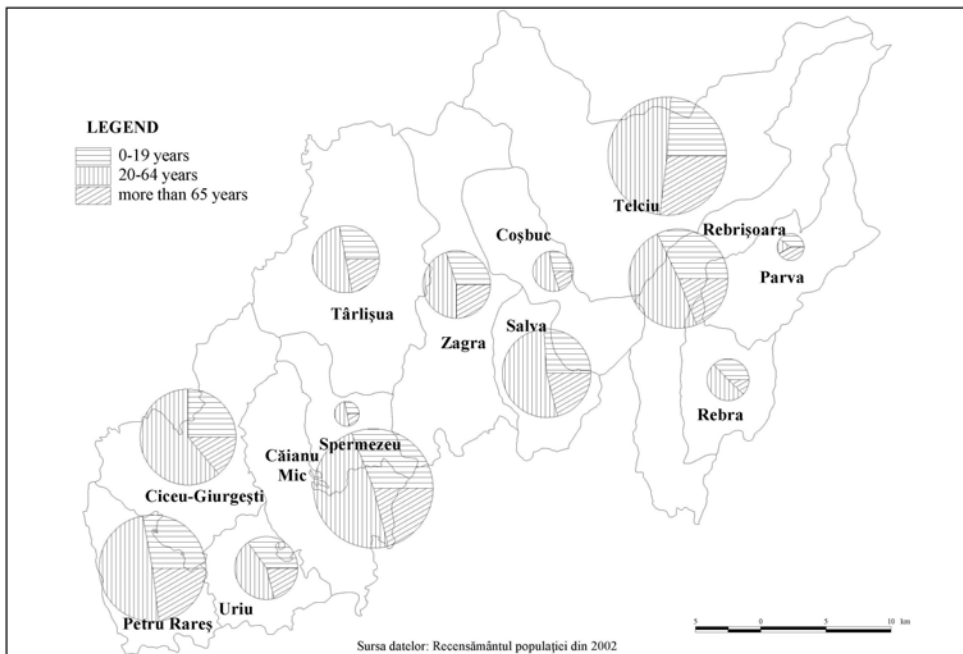 LEGEND
0-19 years
20-64 years
more than 65 years
Telciu
Rebrişoara
Coşbuc
Parva
Târlişua
Salva
Zagra
Rebra
Spermezeu
Căianu
Mic
Ciceu-Giurgeşti
Uriu
Petru Rareş
5 0 5 10 km
Sursa datelor: Recensământul populaţiei din 2002